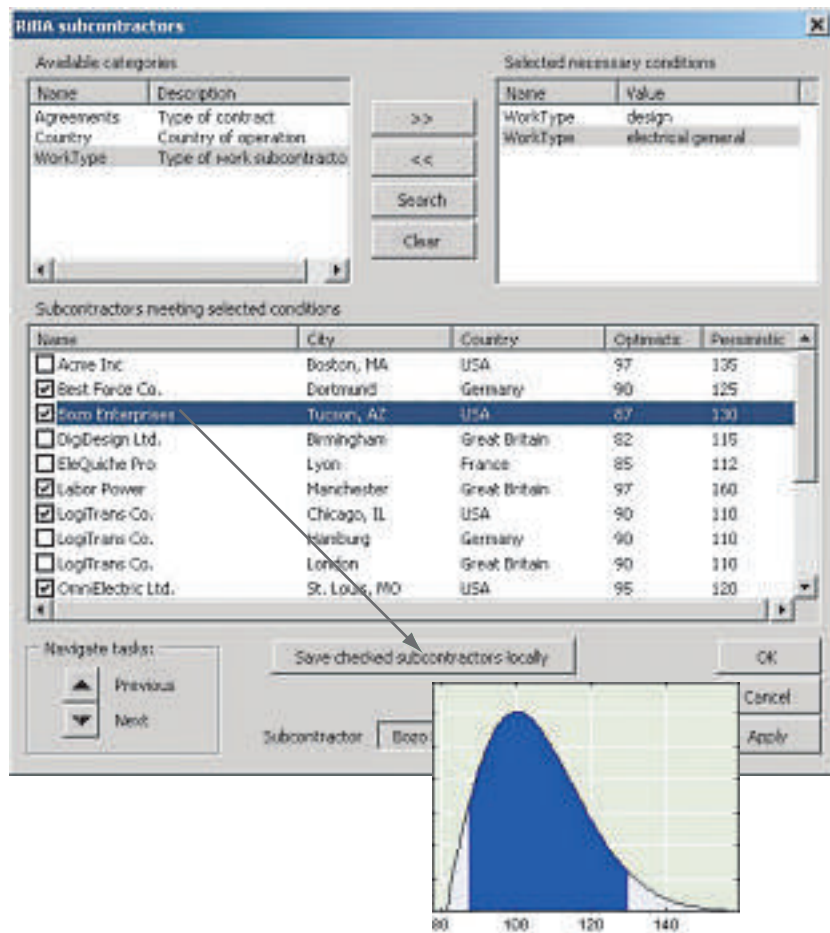 RiBA subcontractors
Available categories
Name Description
Agreements Type of contract
Country Country of operation
WorkType Type of work subcontracto
>>
<<
Search
Clear
Selected necessary conditions
Name Value
WorkType design
WorkType electrical general
Subcontractors meeting selected conditions
Name City Country Optimistic Pessimistic
Acme Inc Boston, MA USA 97 135
Best Force Co. Dortmund Germany 90 125
Bozo Enterprises Tucson, AZ USA 87 130
DigDesign Ltd. Birmingham Great Britain 82 115
EleQuiche Pro Lyon France 85 112
Labor Power Manchester Great Britain 97 160
LogiTrans Co. Chicago, IL USA 90 110
LogiTrans Co. Hamburg Germany 90 110
LogiTrans Co. London Great Britain 90 110
OmniElectric Ltd. St. Louis, MO USA 95 120
Navigate tasks:
Previous
Next
Save checked subcontractors locally
Subcontractor Bozo
OK
Cancel
Apply
80 100 120 140